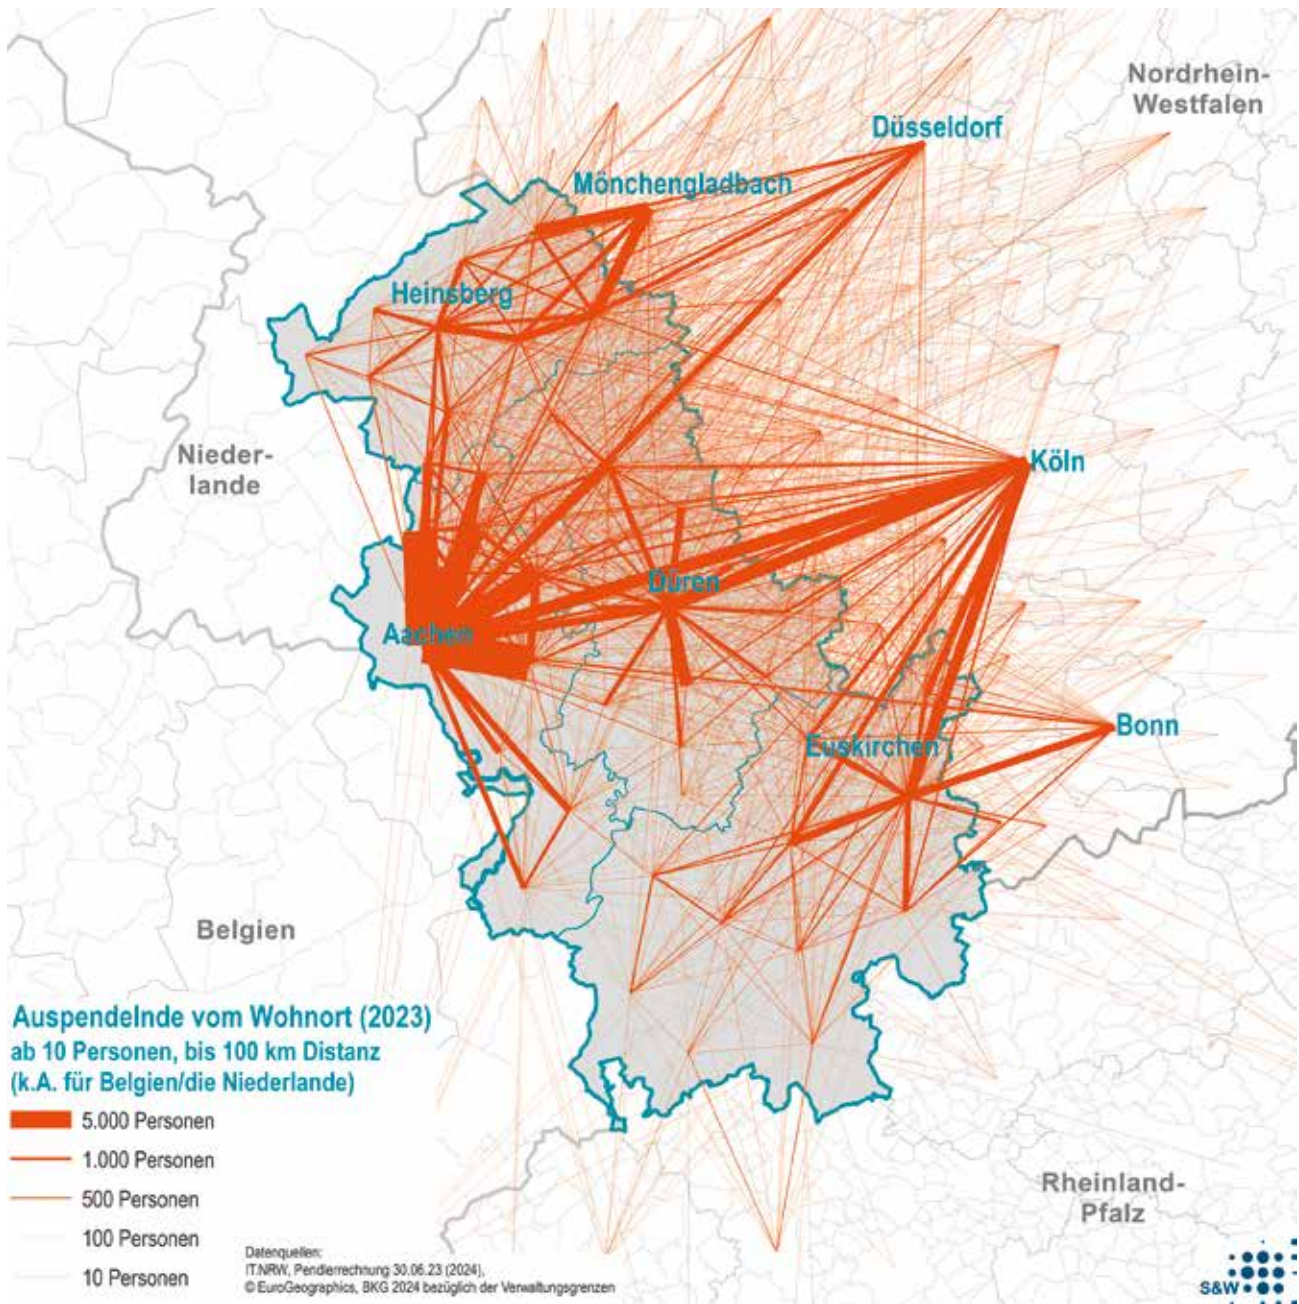 Nordrhein-
Westfalen
Düsseldorf
Mönchengladbach
Heinsberg
Nieder-
lande
Köln
Düren
Aachen
Bonn
Euskirchen
Belgien
Auspendelnde vom Wohnort (2023)
ab 10 Personen, bis 100 km Distanz
(k.A. für Belgien/die Niederlande)
5.000 Personen
1.000 Personen
500 Personen
100 Personen
10 Personen
Datenquellen:
IT.NRW, Pendlerrechnung 30.06.23 (2024),
© EuroGeographics, BKG 2024 bezüglich der Verwaltungsgrenzen
Rheinland-
Pfalz
S&W